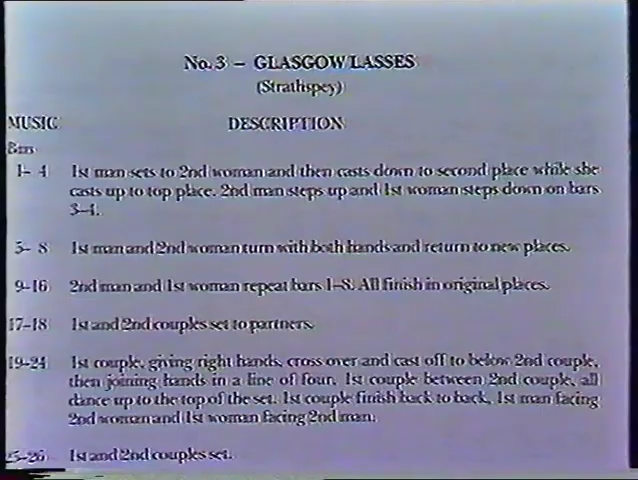 No. 3 – GLASGOW LASSES
(Strathspey)
MUSIC DESCRIPTION
Bars
1– 4 1st man sets to 2nd woman and then casts down to second place while she
casts up to top place. 2nd man steps up and 1st woman steps down on bars
3–4.
5– 8 1st man and 2nd woman turn with both hands and return to new places.
9–16 2nd man and 1st woman repeat bars 1–8. All finish in original places.
17–18 1st and 2nd couples set to partners.
19–24 1st couple, giving right hands, cross over and cast off to below 2nd couple,
then joining hands in a line of four, 1st couple between 2nd couple, all
dance up to the top of the set. 1st couple finish back to back, 1st man facing
2nd woman and 1st woman facing 2nd man.
25–26 1st and 2nd couples set.